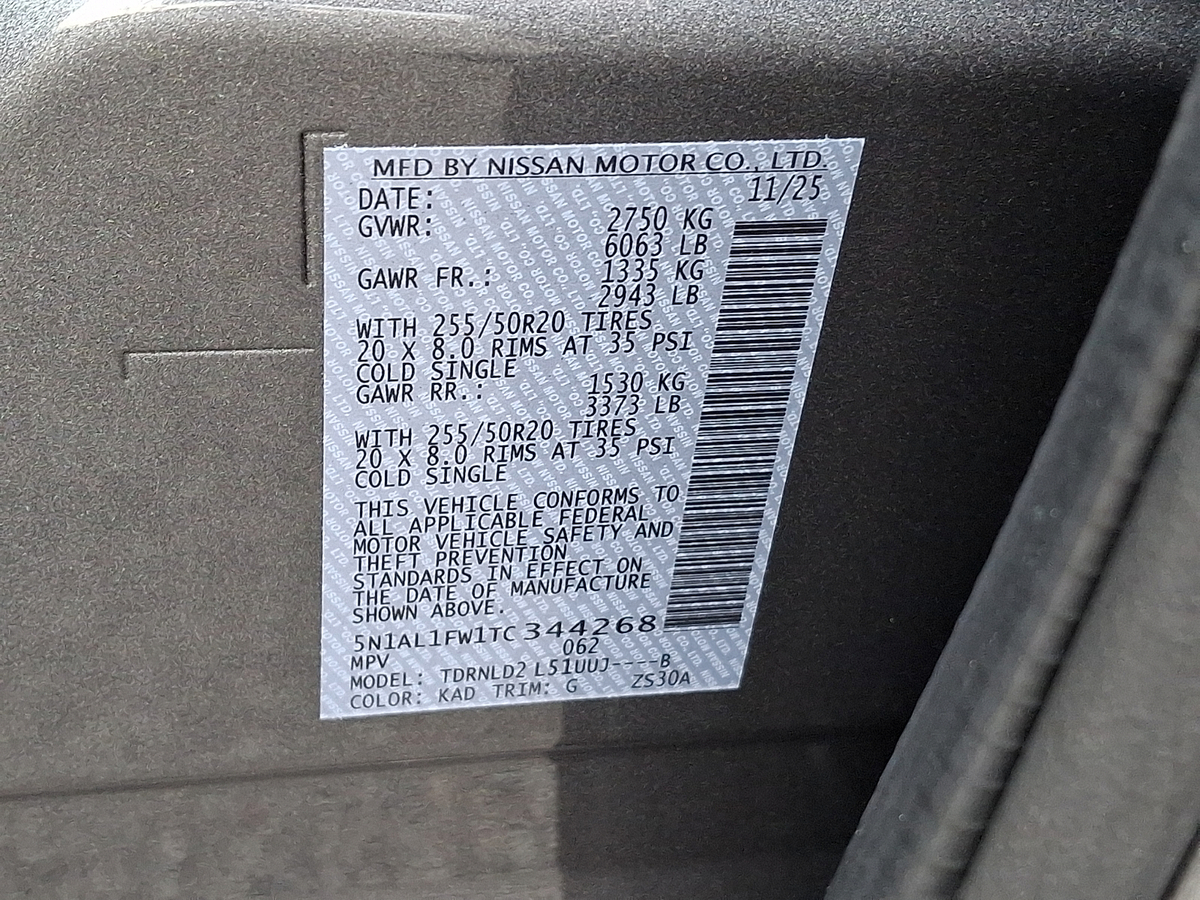 MFD BY NISSAN MOTOR CO., LTD.
DATE: 11/25
GVWR: 2750 KG
6063 LB
GAWR FR.: 1335 KG
2943 LB
WITH 255/50R20 TIRES
20 X 8.0 RIMS AT 35 PSI
COLD SINGLE
GAWR RR.: 1530 KG
3373 LB
WITH 255/50R20 TIRES
20 X 8.0 RIMS AT 35 PSI
COLD SINGLE
THIS VEHICLE CONFORMS TO
ALL APPLICABLE FEDERAL
MOTOR VEHICLE SAFETY AND
THEFT PREVENTION
STANDARDS IN EFFECT ON
THE DATE OF MANUFACTURE
SHOWN ABOVE.
5N1AL1FW1TC344268
MPV 062
MODEL: TDRNLD2 L51UUJ----B
COLOR: KAD TRIM: G ZS30A